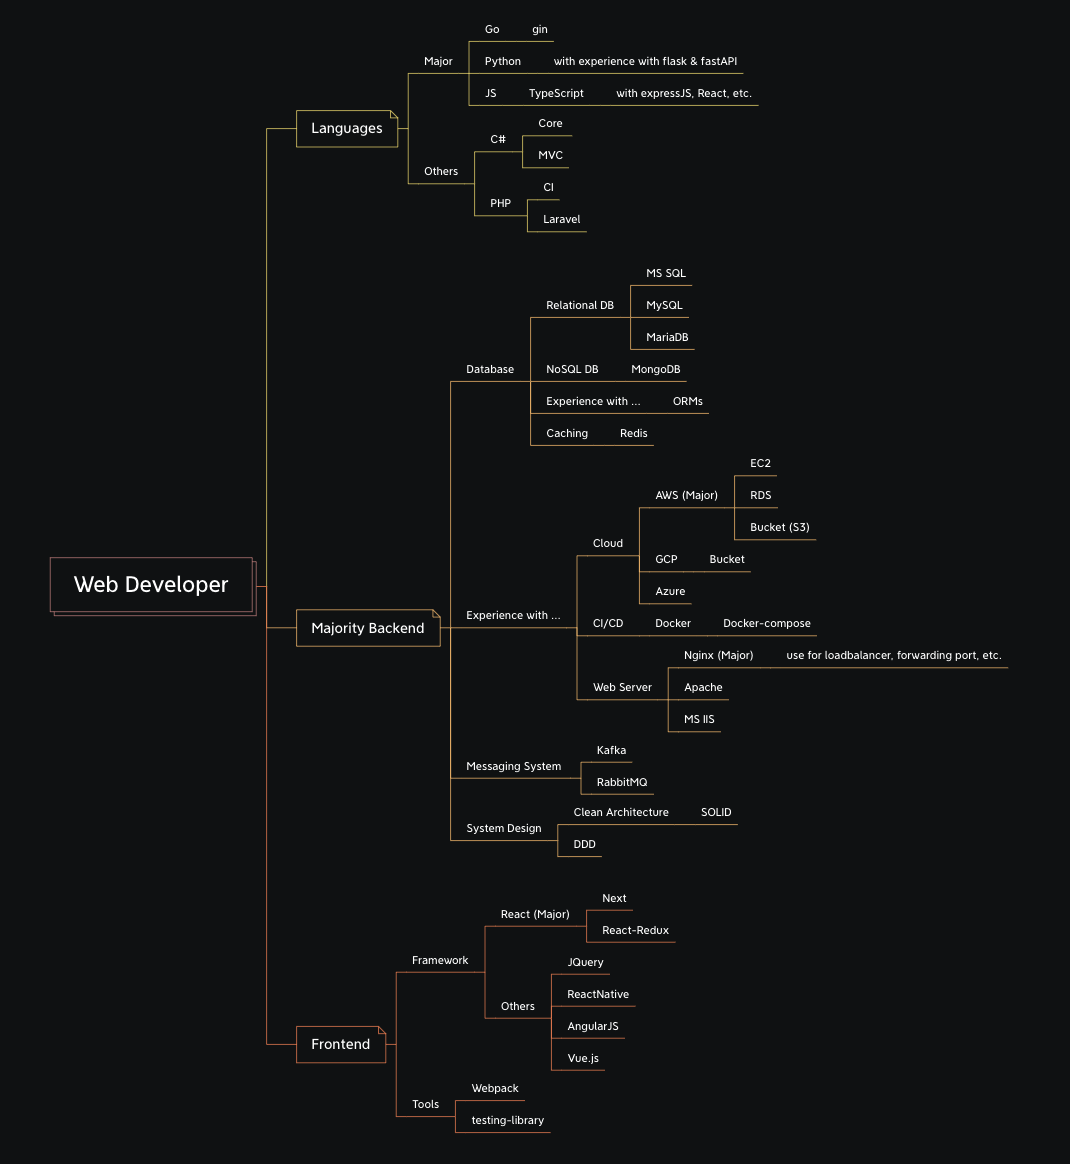 Go gin
Major
Python with experience with flask & fastAPI
JS TypeScript with expressJS, React, etc.
Languages
Core
C#
MVC
Others
CI
PHP
Laravel
MS SQL
Relational DB
MySQL
MariaDB
Database
NoSQL DB MongoDB
Experience with ... ORMs
Caching Redis
EC2
AWS (Major)
RDS
Bucket (S3)
Cloud
GCP Bucket
Azure
Web Developer
Majority Backend
Experience with ...
CI/CD Docker Docker-compose
Nginx (Major) use for loadbalancer, forwarding port, etc.
Web Server
Apache
MS IIS
Kafka
Messaging System
RabbitMQ
Clean Architecture SOLID
System Design
DDD
Next
React (Major)
React-Redux
Framework
JQuery
ReactNative
Others
AngularJS
Vue.js
Frontend
Webpack
Tools
testing-library